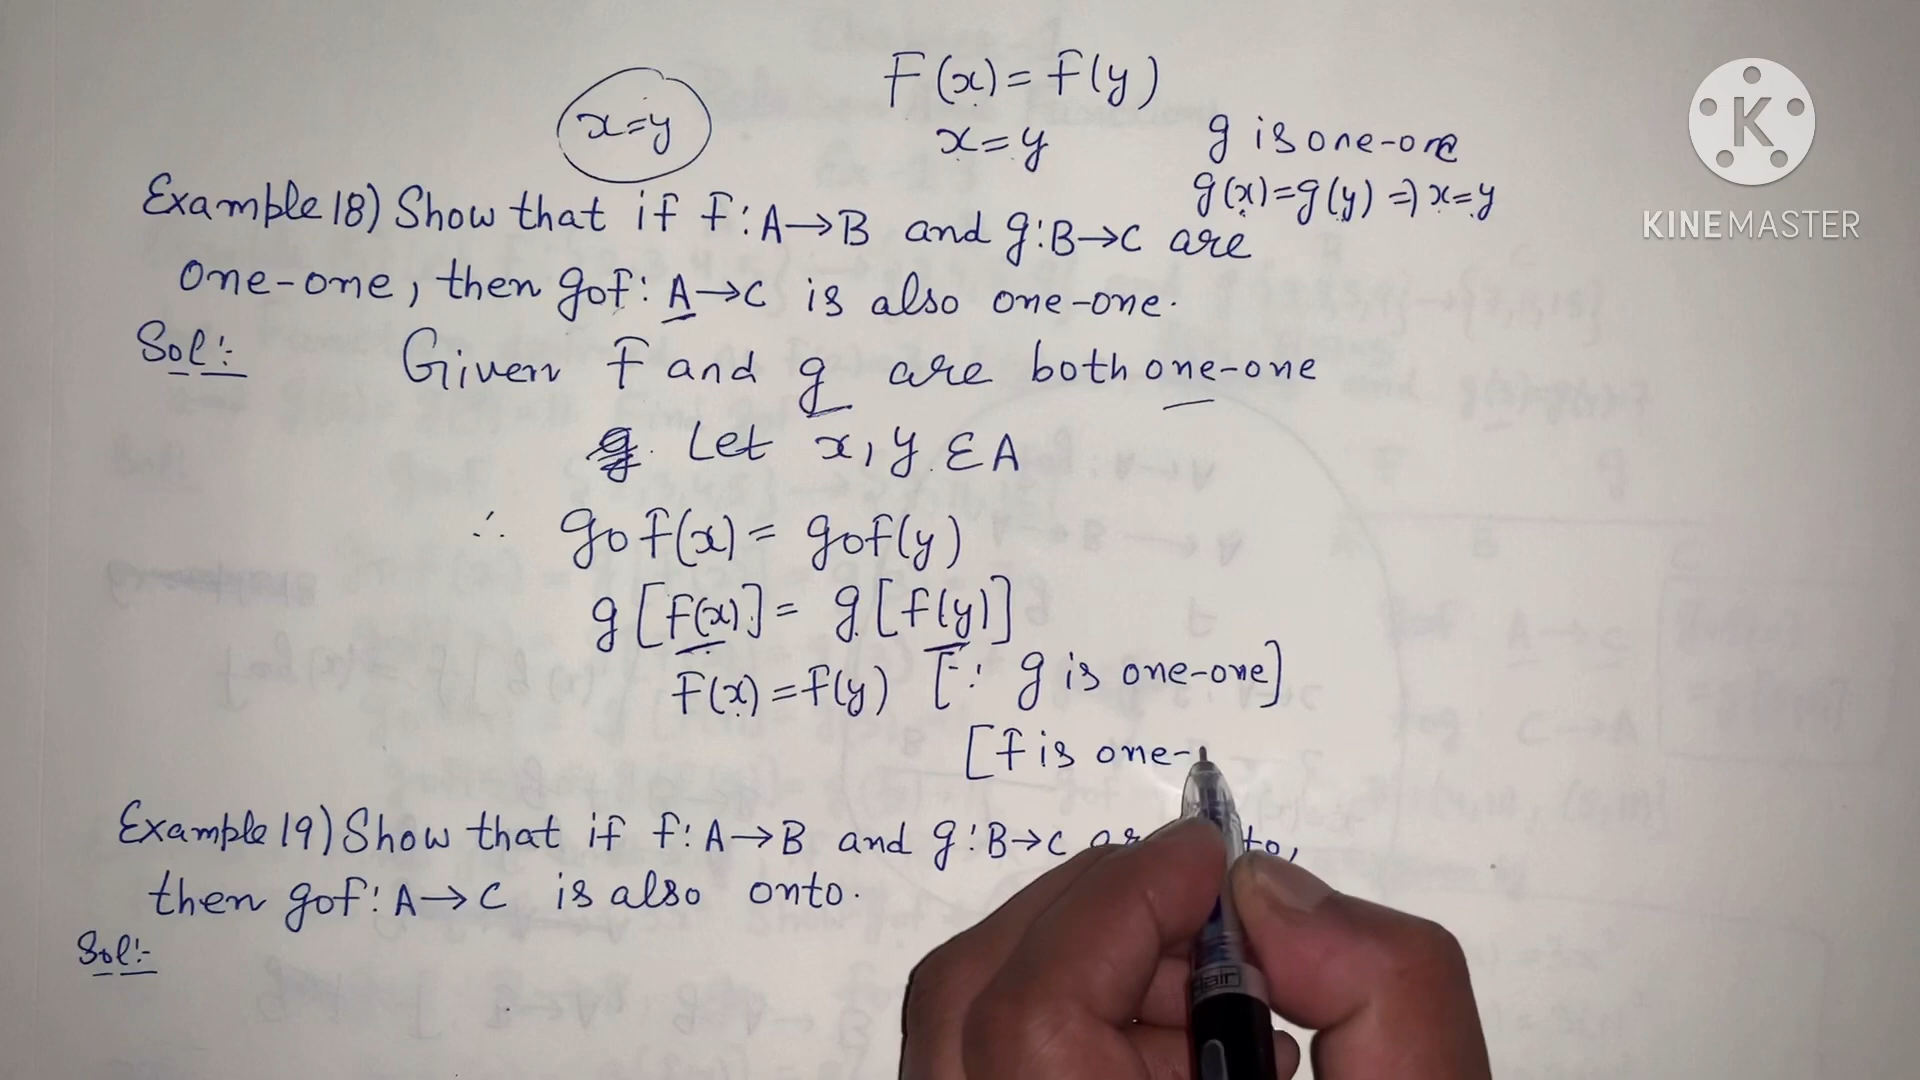 F(x) = F(y)
x=y
x=y
g is one-one
g(x)=g(y) => x=y
K
KINEMASTER
Example 18) Show that if f: A→B and g:B→C are
one-one, then gof: A→C is also one-one.
Sol:-
Given f and g are both one-one
Let x, y ∈ A
∴ gof(x) = gof(y)
g[f(x)] = g[f(y)]
F(x) = f(y) [∵ g is one-one]
[f is one-
Example 19) Show that if f: A→B and g: B→C
then gof: A→C is also onto.
Sol:-